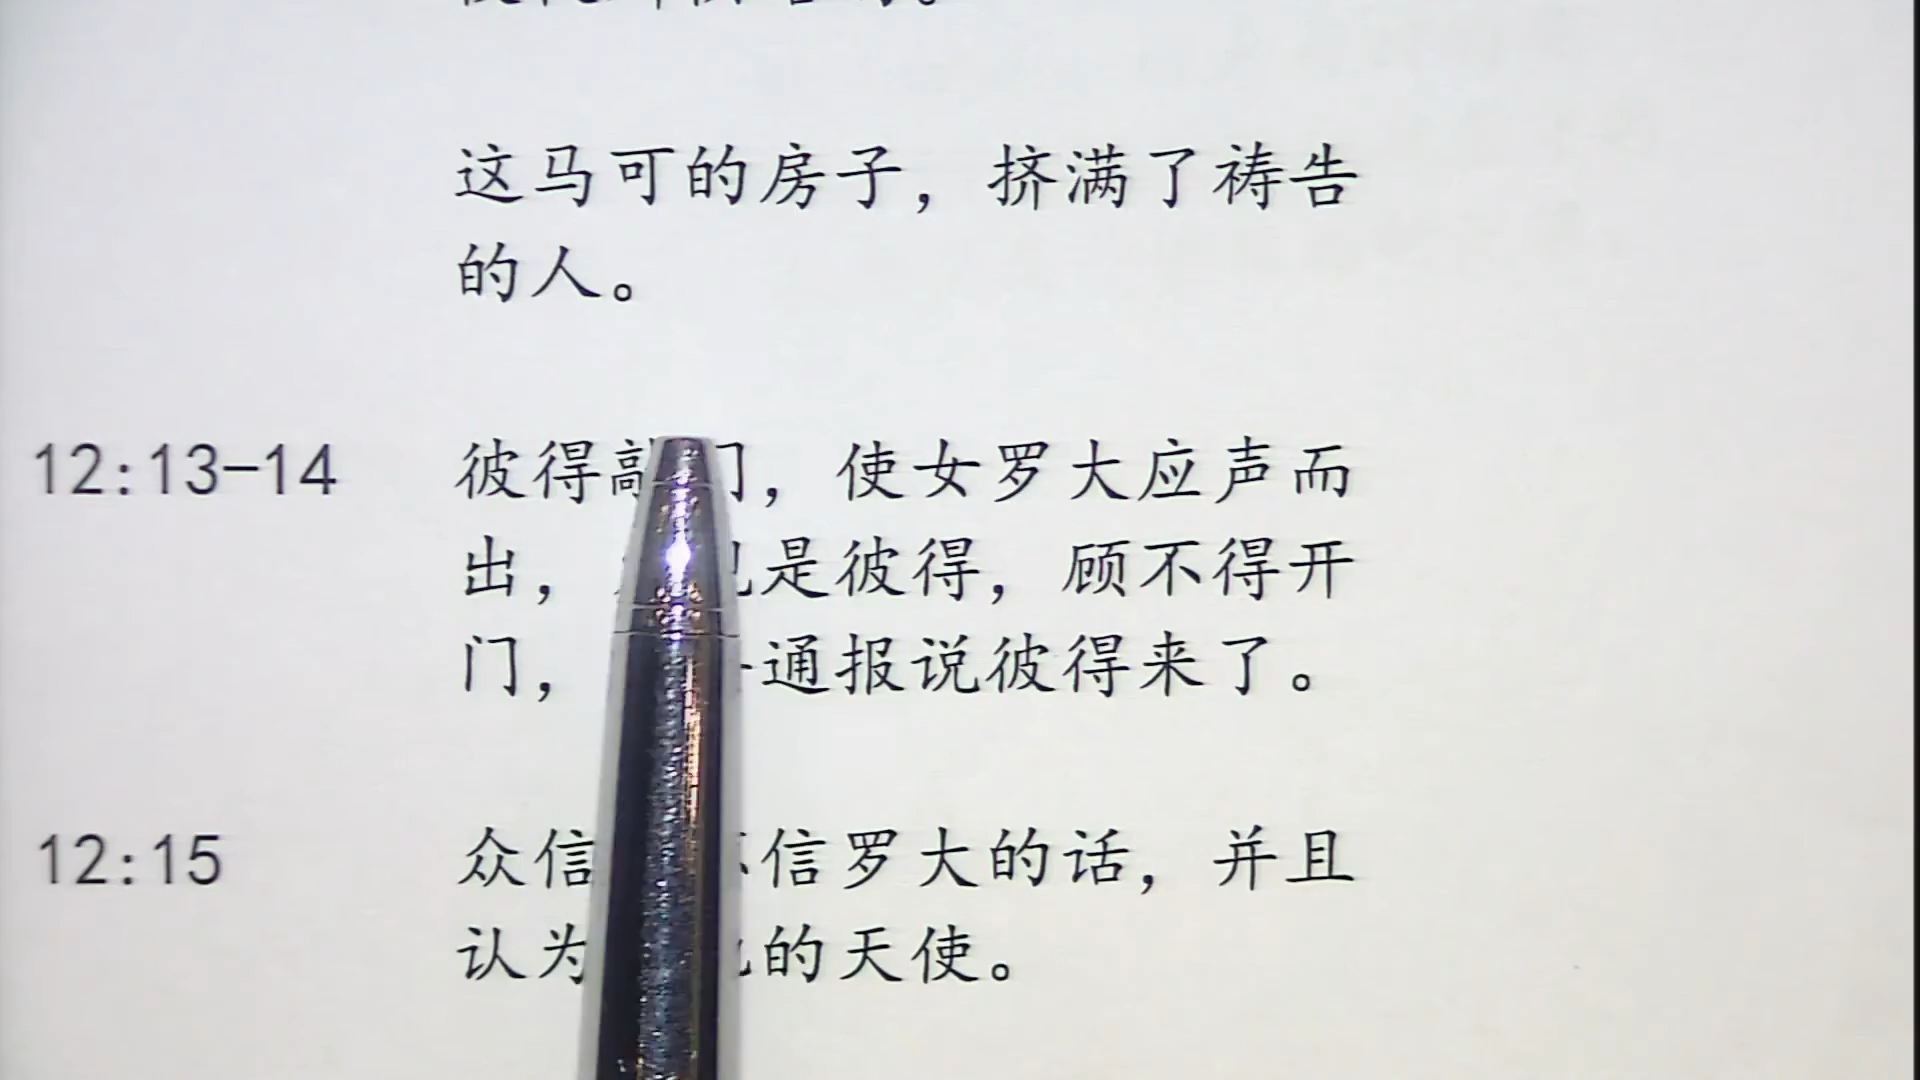 这马可的房子，挤满了祷告
的人。
12:13-14 彼得敲门，使女罗大应声而
出，是彼得，顾不得开
门，通报说彼得来了。
12:15 众信不信罗大的话，并且
认为的天使。